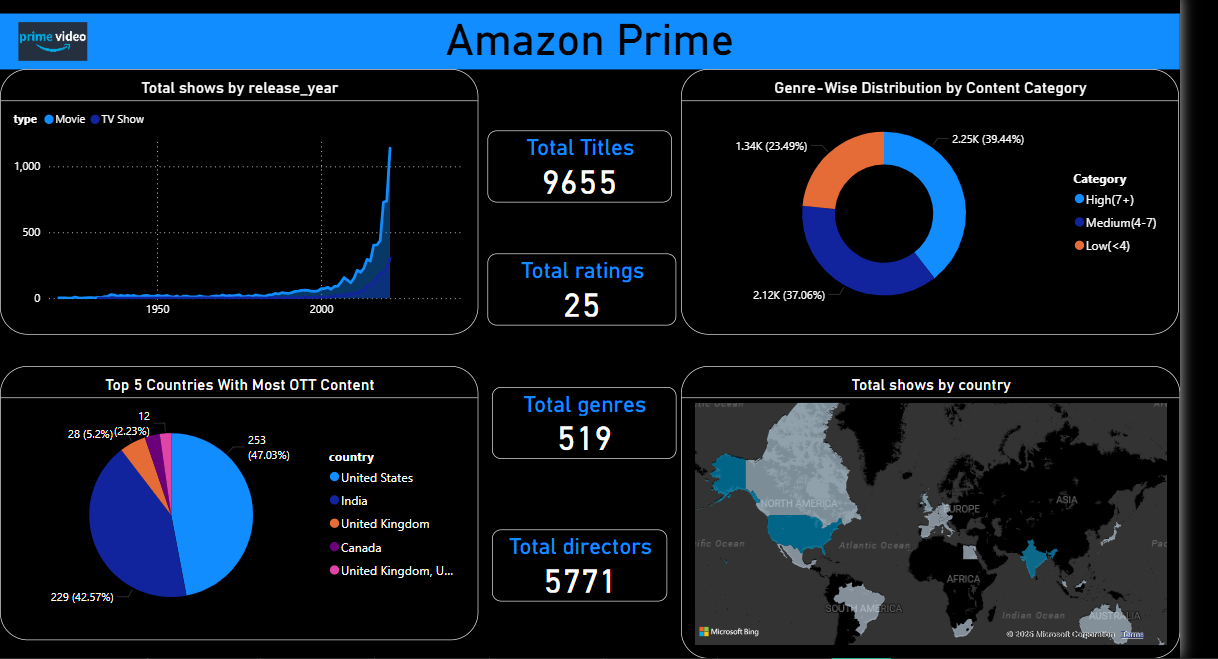 prime video
Amazon Prime
Total shows by release_year
type Movie TV Show
1,000
500
0
1950 2000
Total Titles
9655
Total ratings
25
Genre-Wise Distribution by Content Category
1.34K (23.49%)
2.25K (39.44%)
2.12K (37.06%)
Category
High(7+)
Medium(4-7)
Low(<4)
Top 5 Countries With Most OTT Content
12
(2.23%)
28 (5.2%)
253
(47.03%)
229 (42.57%)
country
United States
India
United Kingdom
Canada
United Kingdom, U...
Total genres
519
Total directors
5771
Total shows by country
NORTH AMERICA
EUROPE
ASIA
Atlantic Ocean
AFRICA
SOUTH AMERICA
Indian Ocean
AUSTRALIA
Microsoft Bing
© 2025 Microsoft Corporation Terms